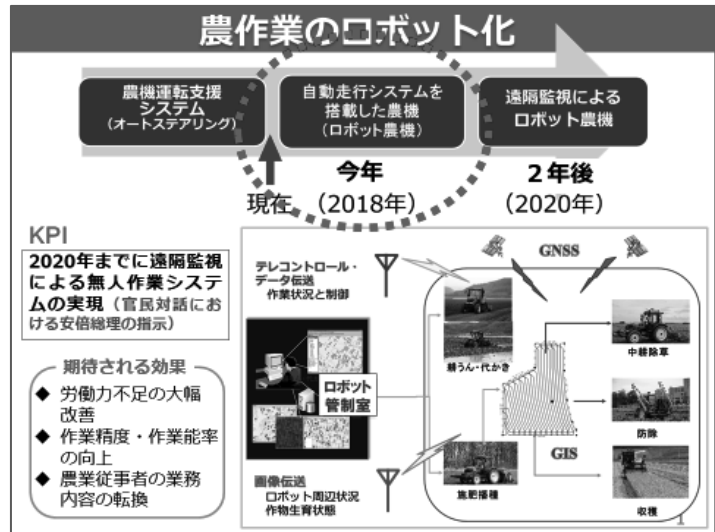 農作業のロボット化
農機運転支援
システム
(オートステアリング)
自動走行システムを
搭載した農機
(ロボット農機)
遠隔監視による
ロボット農機
現在
今年
(2018年)
2年後
(2020年)
KPI
2020年までに遠隔監視
による無人作業システ
ムの実現(官民対話にお
ける安倍総理の指示)
期待される効果
◆ 労働力不足の大幅
改善
◆ 作業精度・作業能率
の向上
◆ 農業従事者の業務
内容の転換
テレコントロール・
データ伝送
作業状況と制御
GNSS
ロボット
管制室
耕うん・代かき
中耕除草
防除
GIS
施肥播種
収穫
画像伝送
ロボット周辺状況
作物生育状態
1